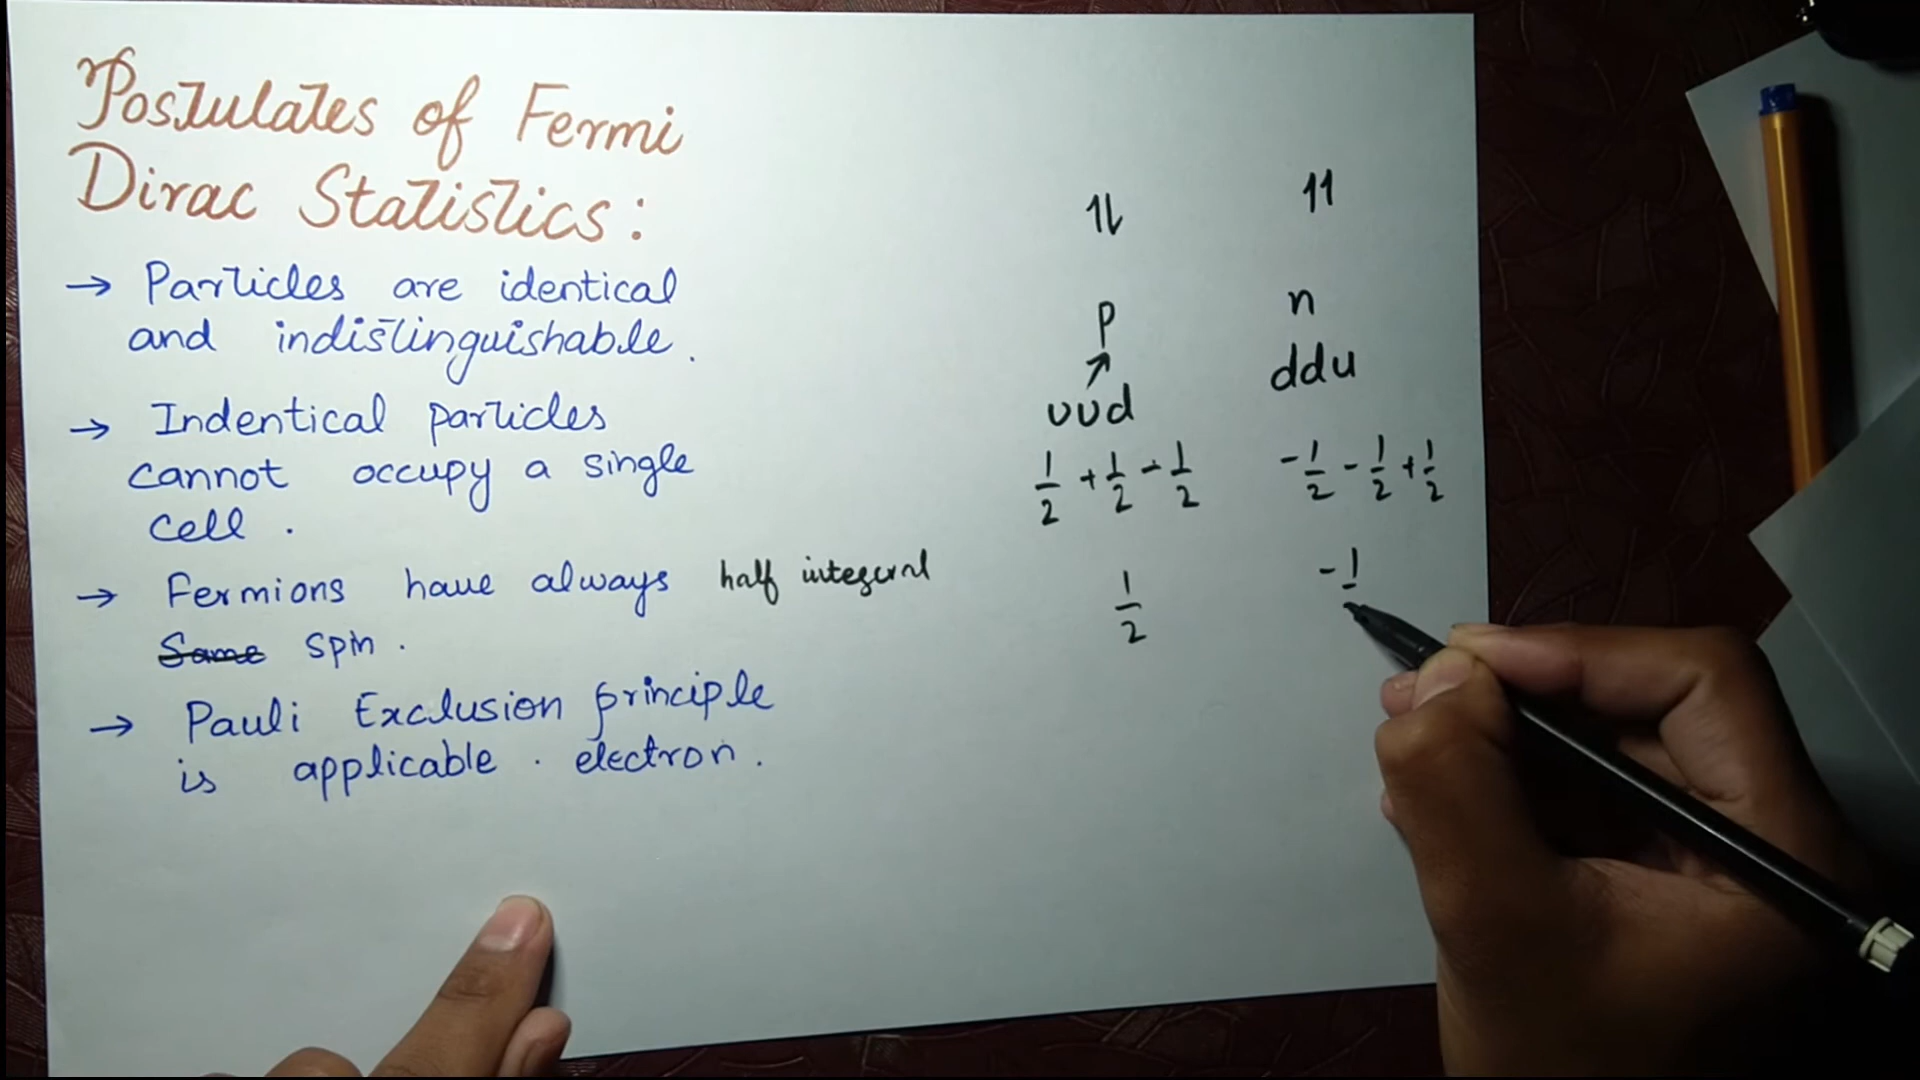 Postulates of Fermi
Dirac Statistics :
→ Particles are identical
and indistinguishable.
→ Indentical particles
cannot occupy a single
cell .
→ Fermions have always half integral
Same spin .
→ Pauli Exclusion principle
is applicable . electron .
1l 11
p n
↗ ddu
uud
1/2 + 1/2 - 1/2 -1/2 - 1/2 + 1/2
1/2 -1